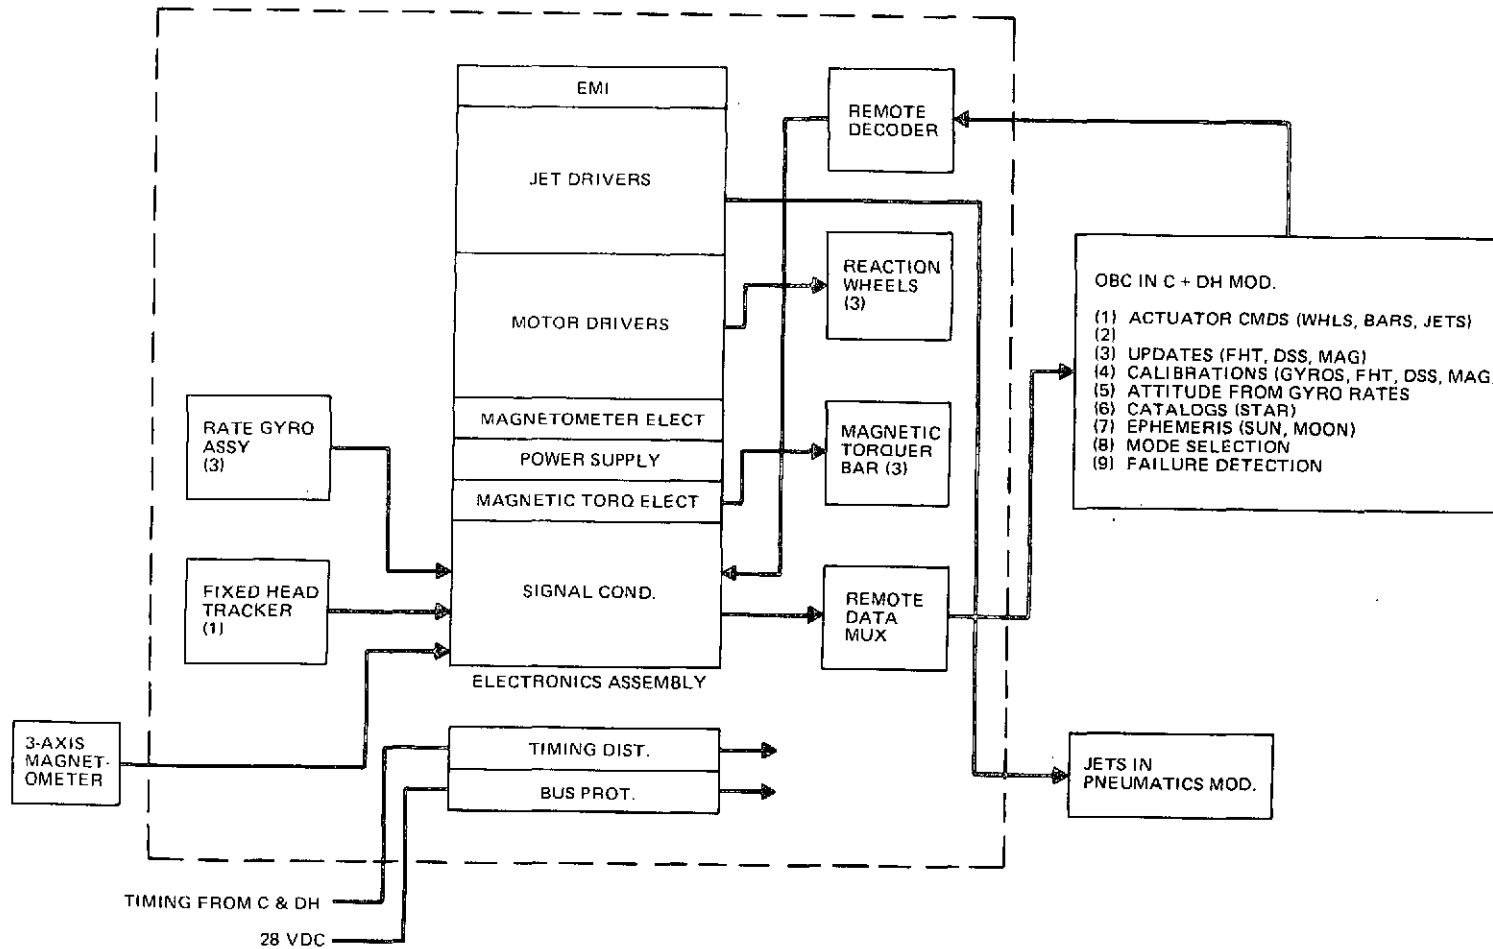 EMI
JET DRIVERS
MOTOR DRIVERS
MAGNETOMETER ELECT
POWER SUPPLY
MAGNETIC TORQ ELECT
SIGNAL COND.
ELECTRONICS ASSEMBLY
TIMING DIST.
BUS PROT.
RATE GYRO
ASSY
(3)
FIXED HEAD
TRACKER
(1)
3-AXIS
MAGNET-
OMETER
REMOTE
DECODER
REACTION
WHEELS
(3)
MAGNETIC
TORQUER
BAR (3)
REMOTE
DATA
MUX
OBC IN C + DH MOD.
(1) ACTUATOR CMDS (WHLS, BARS, JETS)
(2)
(3) UPDATES (FHT, DSS, MAG)
(4) CALIBRATIONS (GYROS, FHT, DSS, MAG,
(5) ATTITUDE FROM GYRO RATES
(6) CATALOGS (STAR)
(7) EPHEMERIS (SUN, MOON)
(8) MODE SELECTION
(9) FAILURE DETECTION
JETS IN
PNEUMATICS MOD.
TIMING FROM C & DH
28 VDC